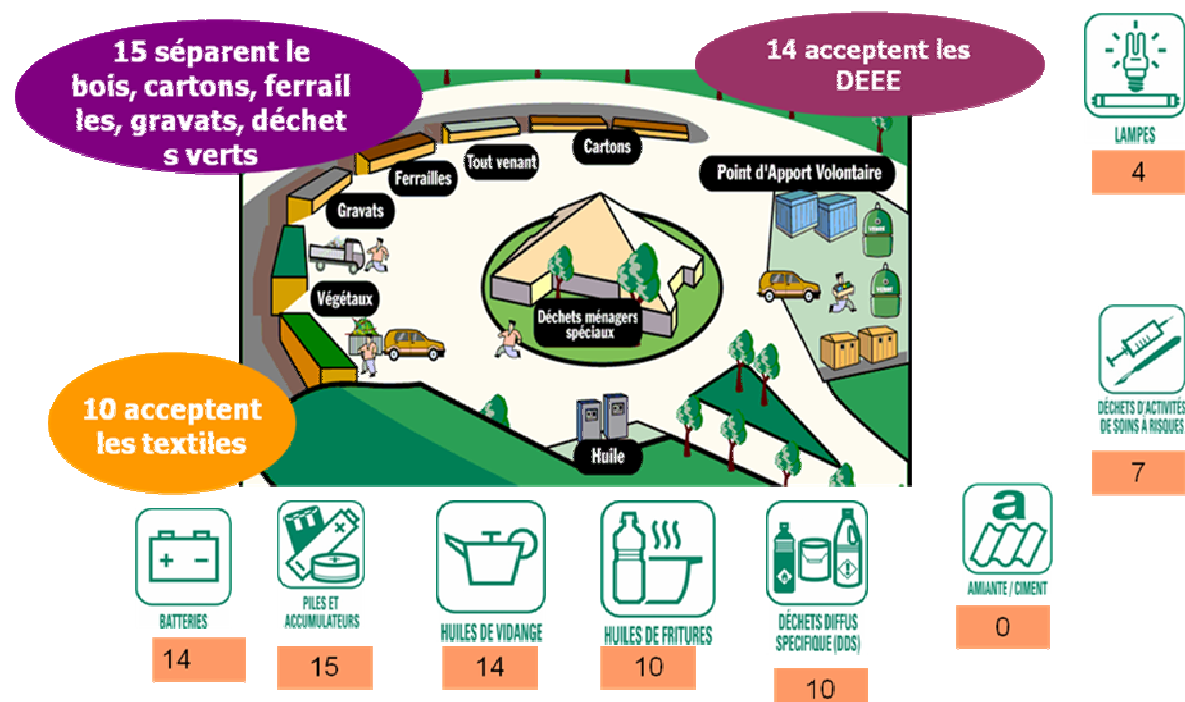 15 séparent le
bois, cartons, ferrail
les, gravats, déchet
s verts
14 acceptent les
DEEE
LAMPES
4
Cartons
Tout venant
Ferrailles
Gravats
Végétaux
Point d'Apport Volontaire
Déchets ménagers
spéciaux
Huile
10 acceptent
les textiles
DÉCHETS D'ACTIVITÉS
DE SOINS À RISQUES
7
BATTERIES
14
PILES ET
ACCUMULATEURS
15
HUILES DE VIDANGE
14
HUILES DE FRITURES
10
DÉCHETS DIFFUS
SPECIFIQUE (DDS)
10
a
AMIANTE / CIMENT
0